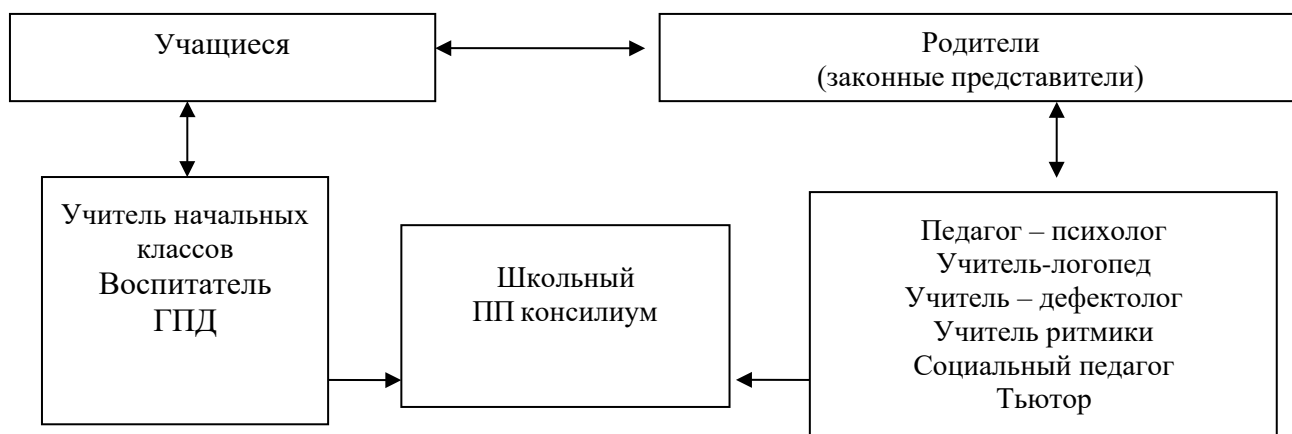 Учащиеся
Родители
(законные представители)
Учитель начальных
классов
Воспитатель
ГПД
Школьный
ПП консилиум
Педагог – психолог
Учитель-логопед
Учитель – дефектолог
Учитель ритмики
Социальный педагог
Тьютор